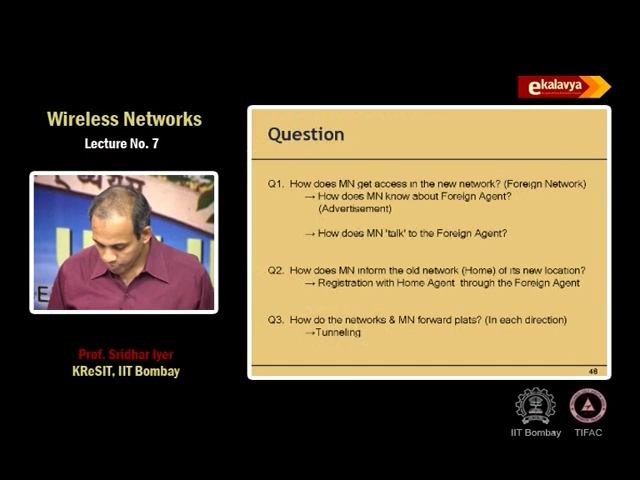 ekalavya
Wireless Networks
Lecture No. 7
Question
Q1. How does MN get access in the new network? (Foreign Network)
→ How does MN know about Foreign Agent?
(Advertisement)
→ How does MN 'talk' to the Foreign Agent?
Q2. How does MN inform the old network (Home) of its new location?
→ Registration with Home Agent through the Foreign Agent
Q3. How do the networks & MN forward plats? (In each direction)
→Tunneling
46
Prof. Sridhar Iyer
KReSIT, IIT Bombay
IIT Bombay
TIFAC